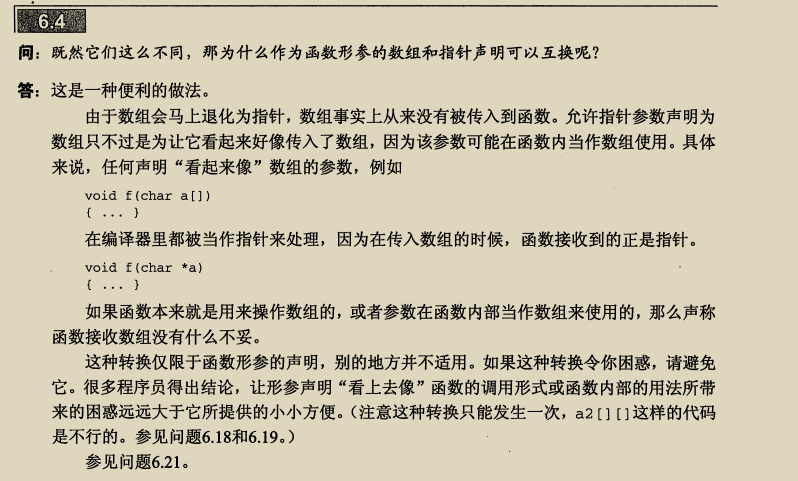 6.4
问：既然它们这么不同，那为什么作为函数形参的数组和指针声明可以互换呢？
答：这是一种便利的做法。
由于数组会马上退化为指针，数组事实上从来没有被传入到函数。允许指针参数声明为
数组只不过是为让它看起来好像传入了数组，因为该参数可能在函数内当作数组使用。具体
来说，任何声明“看起来像”数组的参数，例如
void f(char a[])
{ ... }
在编译器里都被当作指针来处理，因为在传入数组的时候，函数接收到的正是指针。
void f(char *a)
{ ... }
如果函数本来就是用来操作数组的，或者参数在函数内部当作数组来使用的，那么声称
函数接收数组没有什么不妥。
这种转换仅限于函数形参的声明，别的地方并不适用。如果这种转换令你困惑，请避免
它。很多程序员得出结论，让形参声明“看上去像”函数的调用形式或函数内部的用法所带
来的困惑远远大于它所提供的小小方便。（注意这种转换只能发生一次，a2[][]这样的代码
是不行的。参见问题6.18和6.19。）
参见问题6.21。